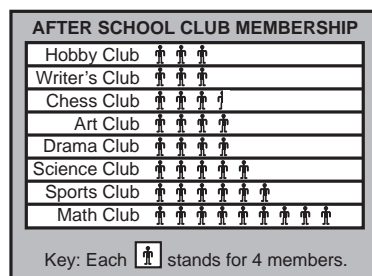 AFTER SCHOOL CLUB MEMBERSHIP
Hobby Club
Writer's Club
Chess Club
Art Club
Drama Club
Science Club
Sports Club
Math Club
Key: Each stands for 4 members.